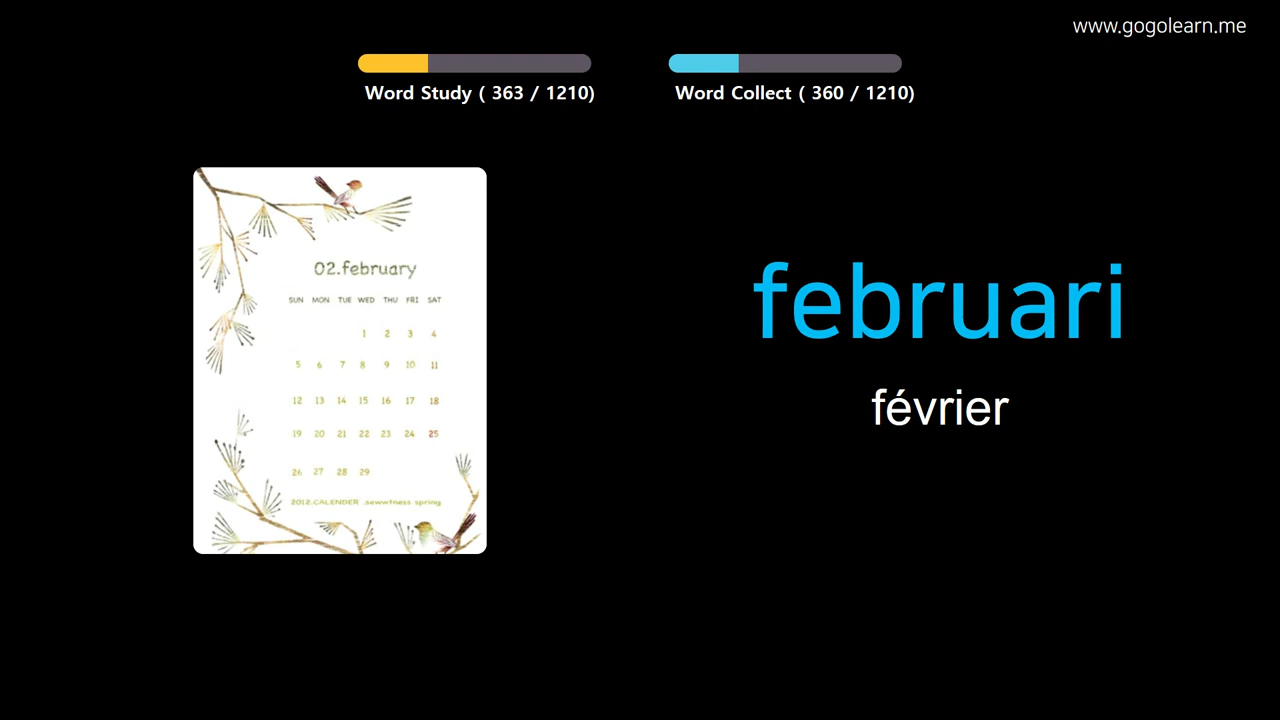 www.gogolearn.me
Word Study ( 363 / 1210)
Word Collect ( 360 / 1210)
02.february
SUN MON TUE WED THU FRI SAT
1 2 3 4
5 6 7 8 9 10 11
12 13 14 15 16 17 18
19 20 21 22 23 24 25
26 27 28 29
2012.CALENDER .sewwtness spring
februari
février